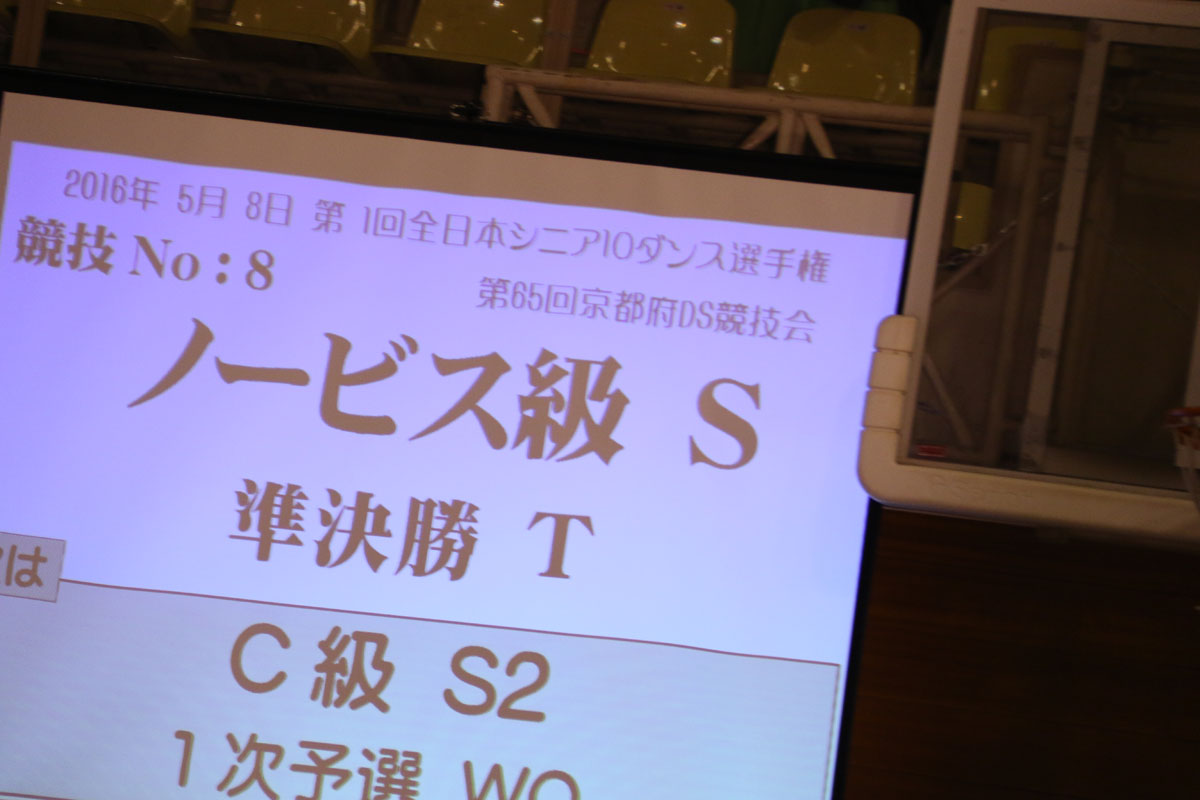 2016年 5月 8日 第 1回全日本シニア10ダンス選手権
競技 No：8
第65回京都府DS競技会
ノービス級 S
準決勝 T
は
C級 S2
1次予選 WQ